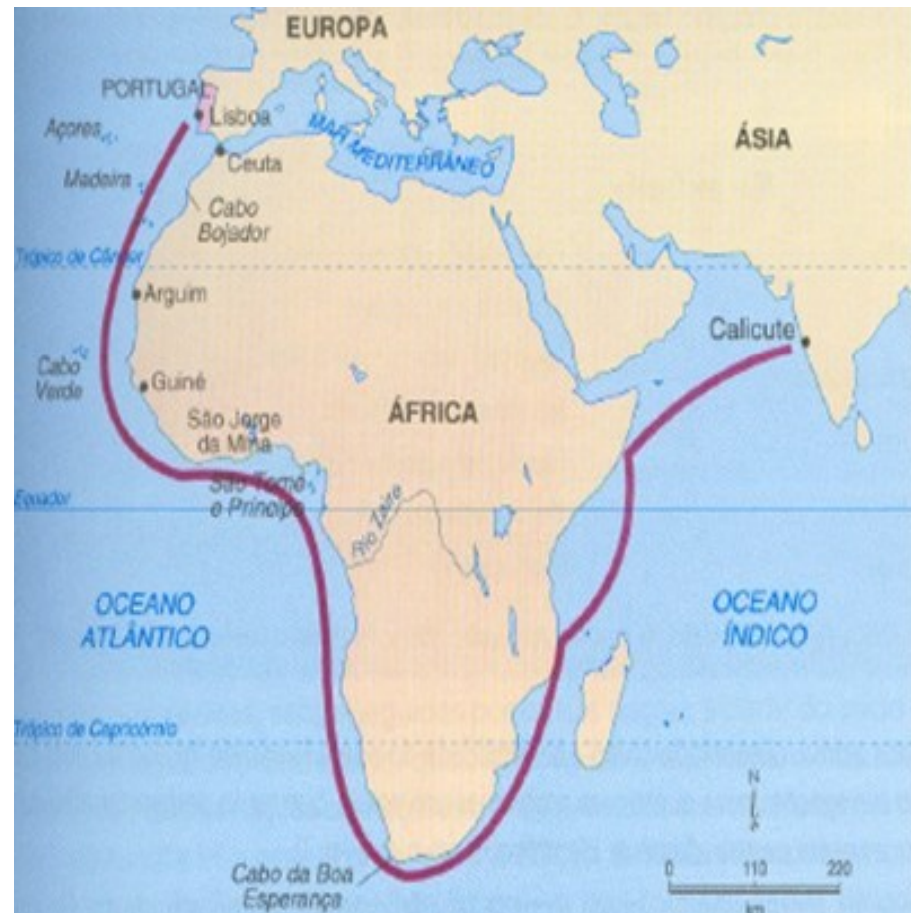 EUROPA
PORTUGAL
Lisboa
Açores
MAR MEDITERRÂNEO
ÁSIA
Ceuta
Madeira
Cabo
Bojador
Trópico de Câncer
Arguim
Calicute
Cabo
Verde
Guiné
ÁFRICA
São Jorge
da Mina
São Tomé
e Príncipe
Equador
Rio Zaire
OCEANO
ATLÂNTICO
OCEANO
ÍNDICO
Trópico de Capricórnio
N
Cabo da Boa
Esperança
0 110 220
km